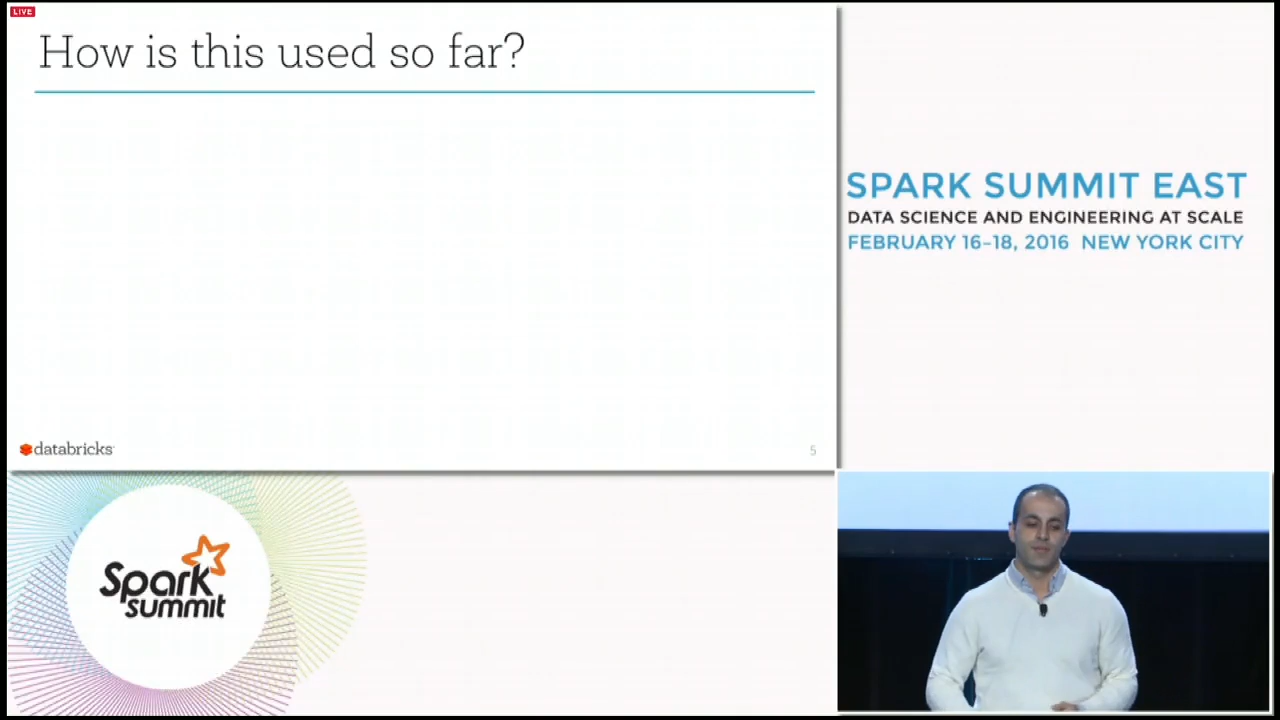 LIVE
How is this used so far?
databricks
5
SPARK SUMMIT EAST
DATA SCIENCE AND ENGINEERING AT SCALE
FEBRUARY 16-18, 2016 NEW YORK CITY
Spark
summit